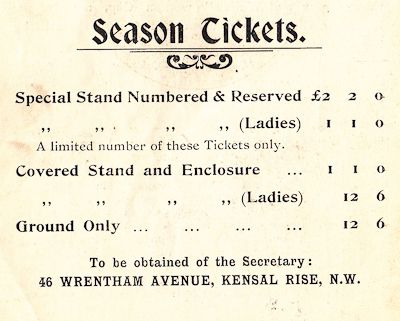 Season Tickets.
Special Stand Numbered & Reserved £2 2 0
,, ,, ,, ,, (Ladies) 1 1 0
A limited number of these Tickets only.
Covered Stand and Enclosure ... 1 1 0
,, ,, ,, ,, (Ladies) 12 6
Ground Only ... ... ... ... 12 6
To be obtained of the Secretary:
46 WRENTHAM AVENUE, KENSAL RISE, N.W.